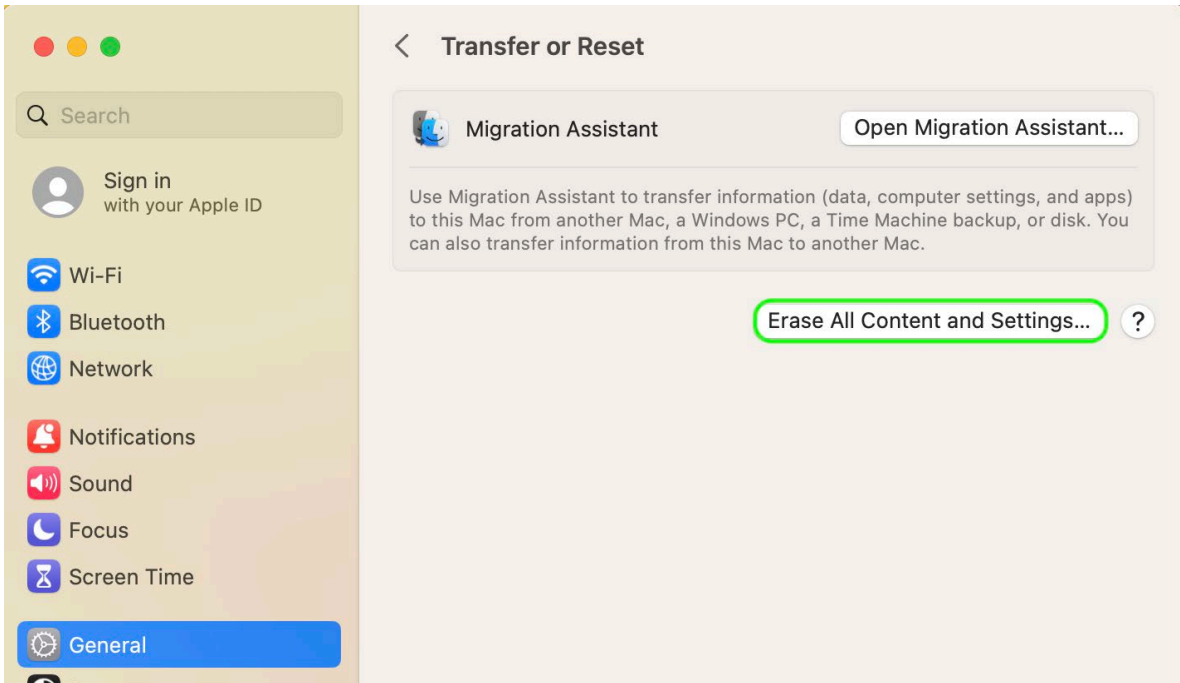 Search
Sign in
with your Apple ID
Wi-Fi
Bluetooth
Network
Notifications
Sound
Focus
Screen Time
General
Transfer or Reset
Migration Assistant
Open Migration Assistant...
Use Migration Assistant to transfer information (data, computer settings, and apps)
to this Mac from another Mac, a Windows PC, a Time Machine backup, or disk. You
can also transfer information from this Mac to another Mac.
Erase All Content and Settings...
?